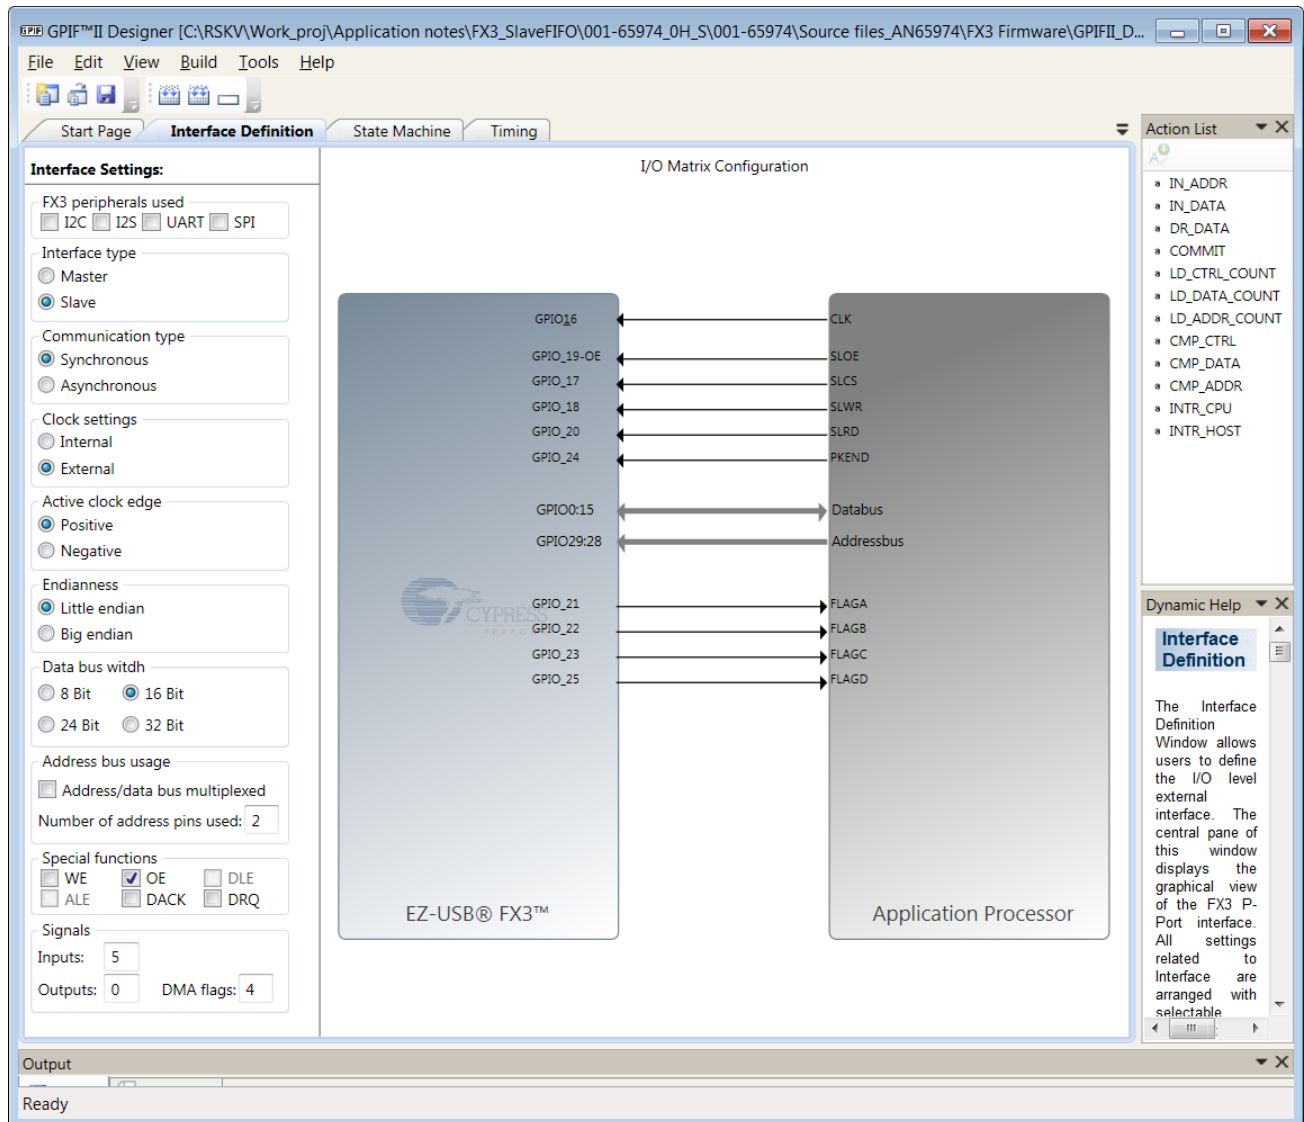 GPIF GPIF™II Designer [C:\RSKV\Work_proj\Application notes\FX3_SlaveFIFO\001-65974_0H_S\001-65974\Source files_AN65974\FX3 Firmware\GPIFII_D...
File Edit View Build Tools Help
Start Page Interface Definition State Machine Timing
Interface Settings:
FX3 peripherals used
I2C I2S UART SPI
Interface type
Master
Slave
Communication type
Synchronous
Asynchronous
Clock settings
Internal
External
Active clock edge
Positive
Negative
Endianness
Little endian
Big endian
Data bus witdh
8 Bit 16 Bit
24 Bit 32 Bit
Address bus usage
Address/data bus multiplexed
Number of address pins used: 2
Special functions
WE OE DLE
ALE DACK DRQ
Signals
Inputs: 5
Outputs: 0 DMA flags: 4
I/O Matrix Configuration
GPIO16 CLK
GPIO_19-OE SLOE
GPIO_17 SLCS
GPIO_18 SLWR
GPIO_20 SLRD
GPIO_24 PKEND
GPIO0:15 Databus
GPIO29:28 Addressbus
CYPRESS
GPIO_21 FLAGA
GPIO_22 FLAGB
GPIO_23 FLAGC
GPIO_25 FLAGD
EZ-USB® FX3™ Application Processor
Action List
IN_ADDR
IN_DATA
DR_DATA
COMMIT
LD_CTRL_COUNT
LD_DATA_COUNT
LD_ADDR_COUNT
CMP_CTRL
CMP_DATA
CMP_ADDR
INTR_CPU
INTR_HOST
Dynamic Help
Interface
Definition
The Interface
Definition
Window allows
users to define
the I/O level
external
interface. The
central pane of
this window
displays the
graphical view
of the FX3 P-
Port interface.
All settings
related to
Interface are
arranged with
selectable
Output
Ready